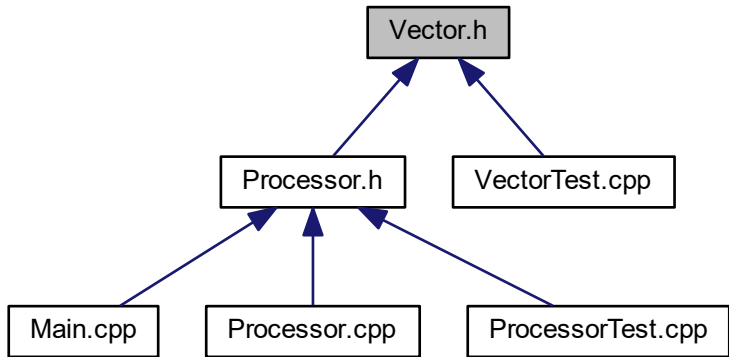 Vector.h
Processor.h
VectorTest.cpp
Main.cpp
Processor.cpp
ProcessorTest.cpp